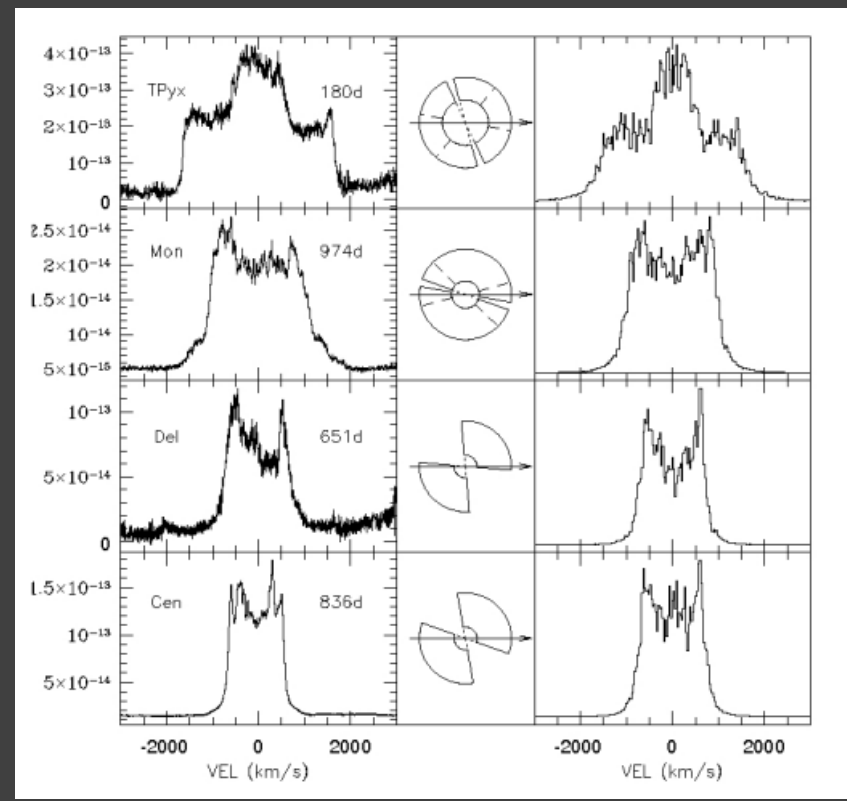 4×10⁻¹³
TPyx 180d
3×10⁻¹³
2×10⁻¹³
10⁻¹³
0
2.5×10⁻¹⁴
Mon 974d
2×10⁻¹⁴
1.5×10⁻¹⁴
10⁻¹⁴
5×10⁻¹⁵
10⁻¹³
Del 651d
5×10⁻¹⁴
0
1.5×10⁻¹³
Cen 836d
10⁻¹³
5×10⁻¹⁴
-2000 0 2000 -2000 0 2000
VEL (km/s) VEL (km/s)